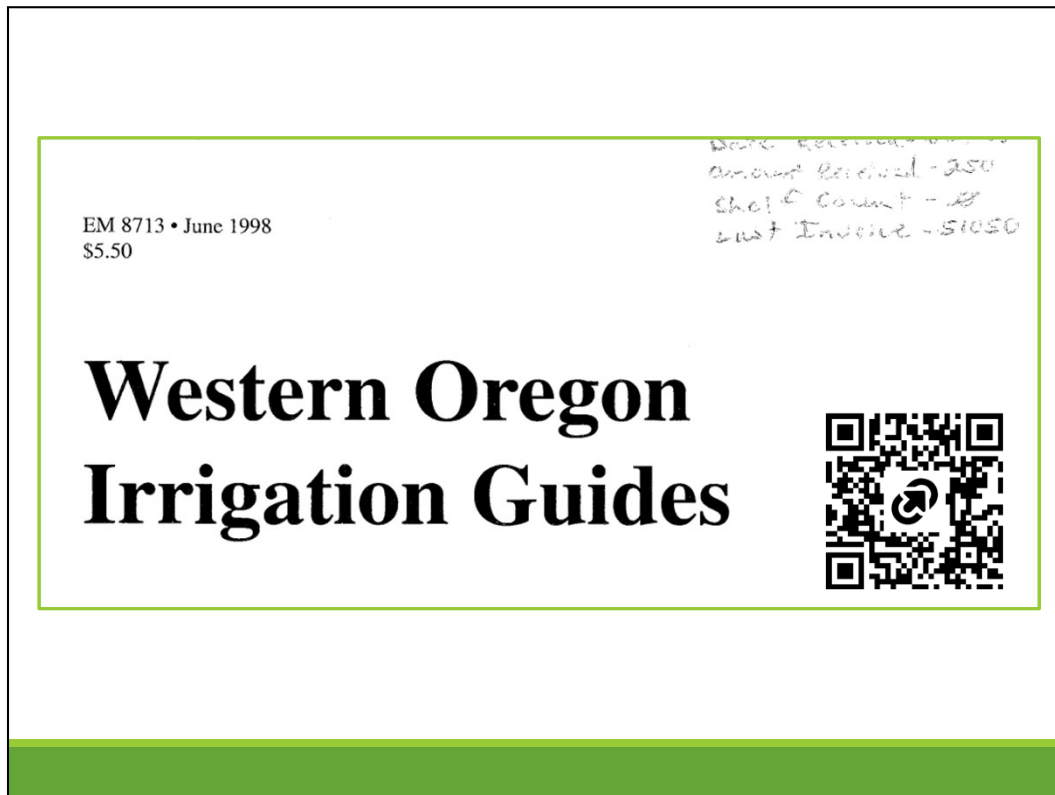 EM 8713 • June 1998
$5.50
Amount Received - 250
Shelf Count -
Last Invoice - 51050
Western Oregon
Irrigation Guides